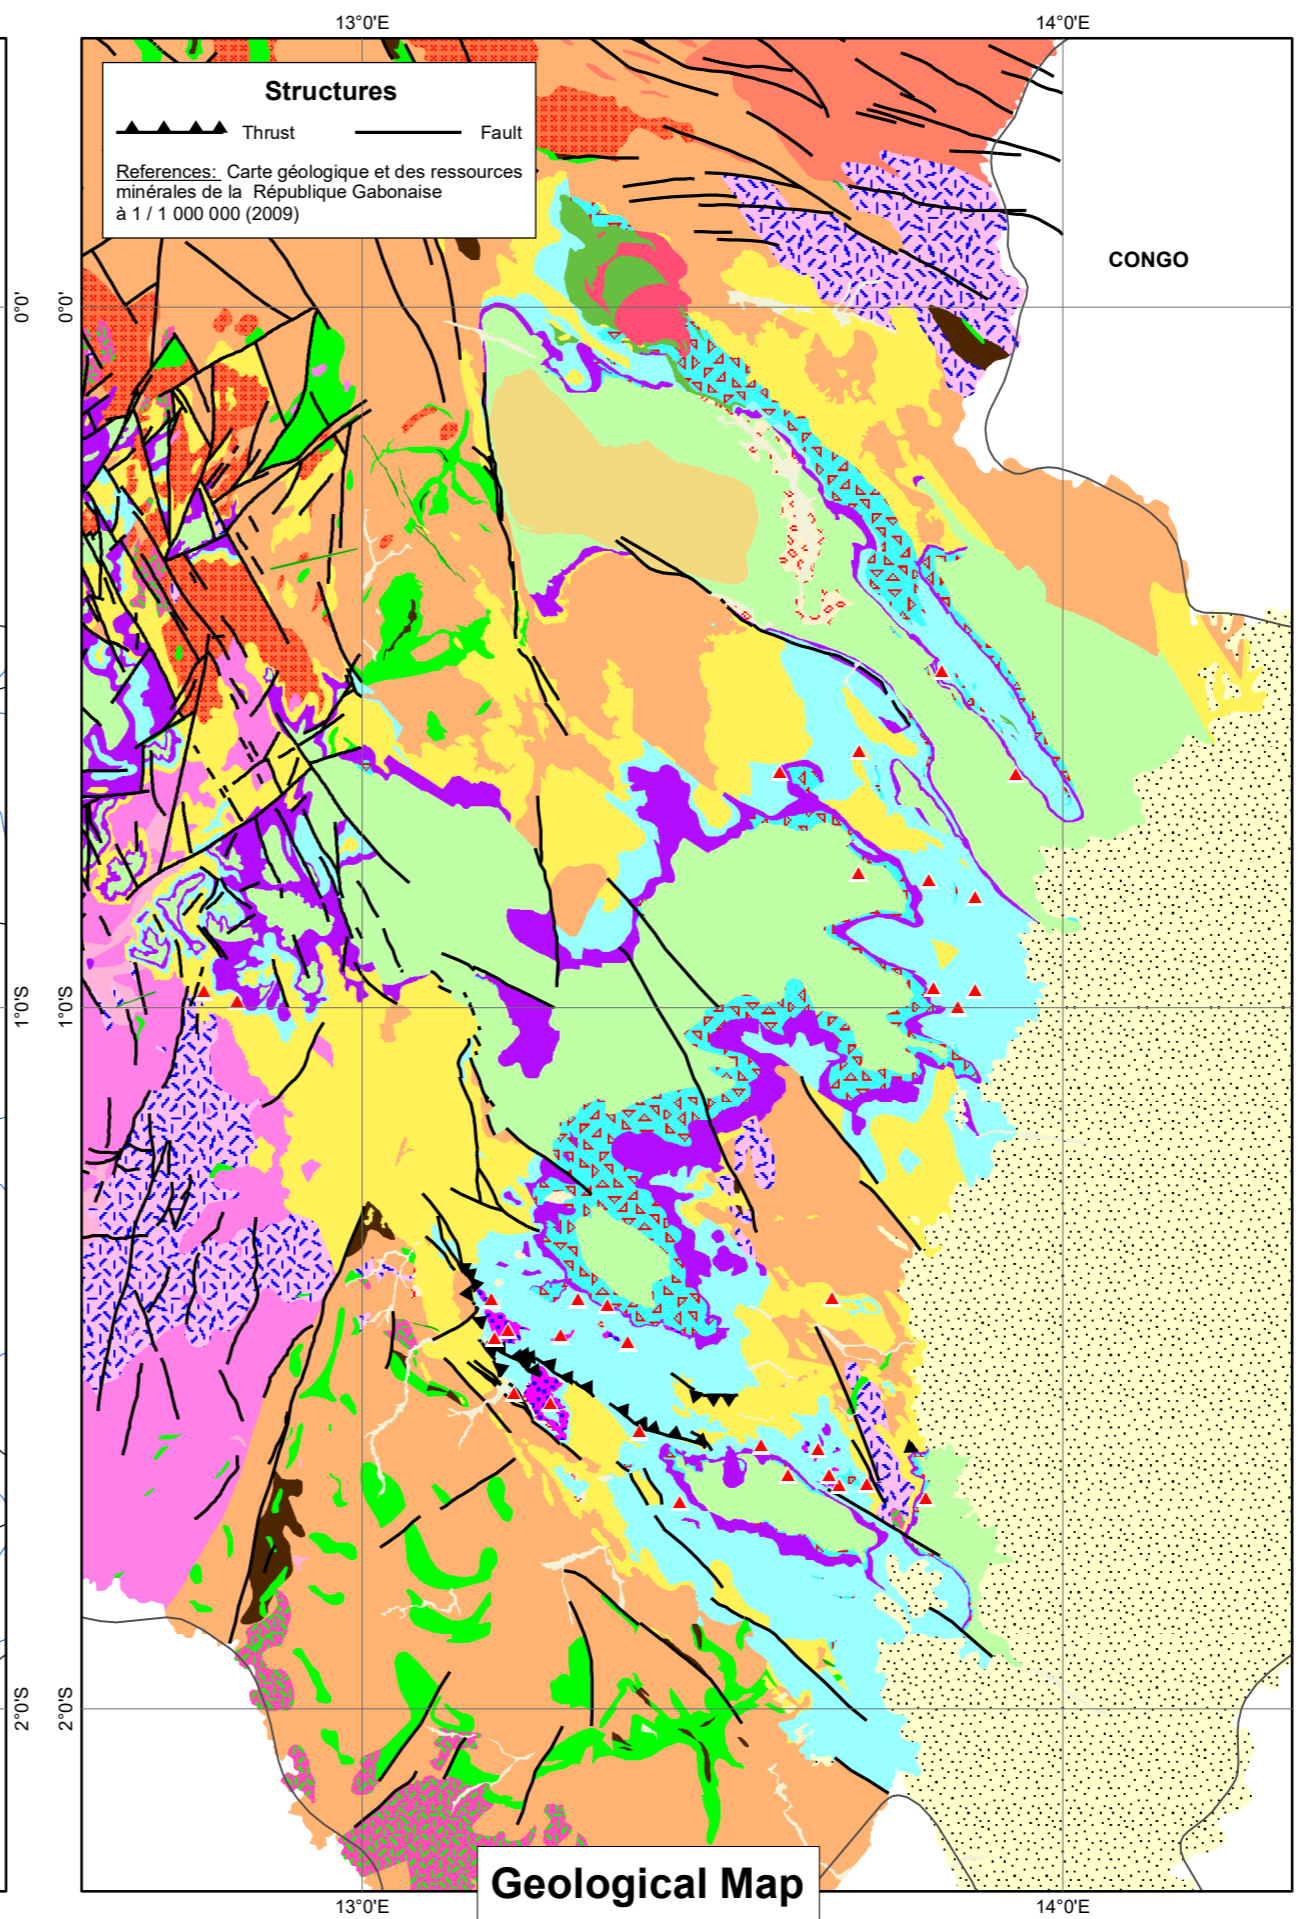 13°0'E 14°0'E
Structures
Thrust Fault
References: Carte géologique et des ressources
minérales de la République Gabonaise
à 1 / 1 000 000 (2009)
CONGO
0°0' 0°0'
1°0'S 1°0'S
2°0'S 2°0'S
Geological Map
13°0'E 14°0'E